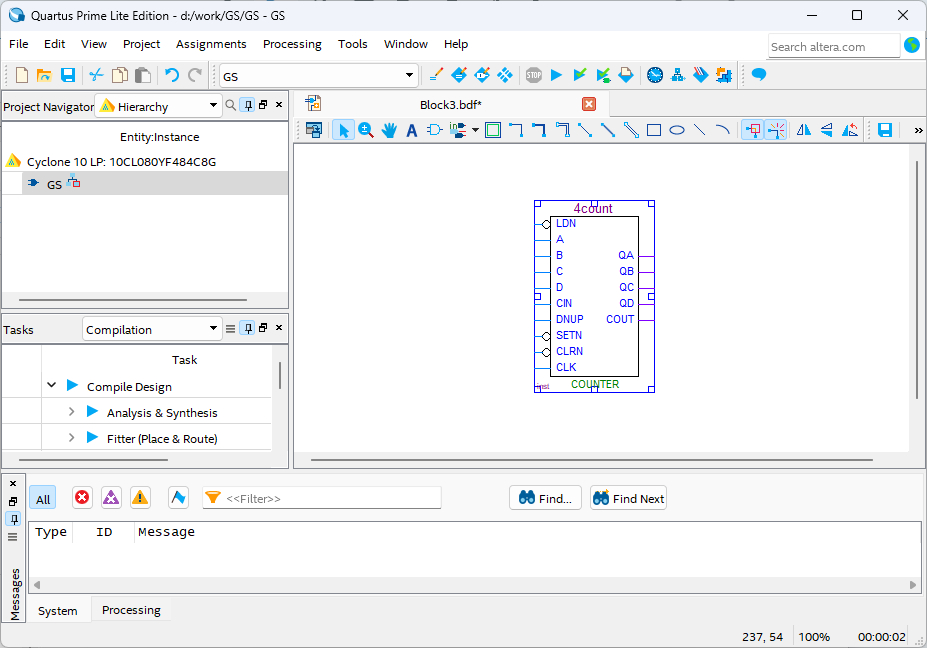 Quartus Prime Lite Edition - d:/work/GS/GS - GS
File Edit View Project Assignments Processing Tools Window Help
Search altera.com
GS
STOP
Project Navigator
Hierarchy
Entity:Instance
Cyclone 10 LP: 10CL080YF484C8G
GS
Tasks
Compilation
Task
Compile Design
Analysis & Synthesis
Fitter (Place & Route)
Block3.bdf*
A
4count
LDN
A
B QA
C QB
D QC
CIN QD
DNUP COUT
SETN
CLRN
CLK
inst COUNTER
All
<<Filter>>
Find...
Find Next
Type ID Message
Messages
System Processing
237, 54 100% 00:00:02